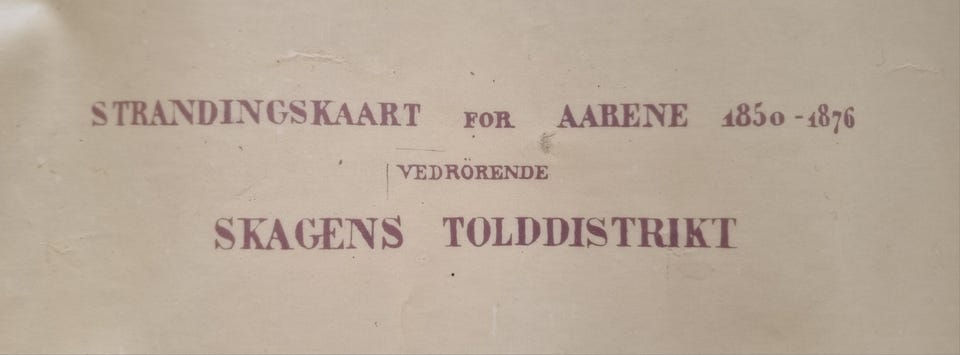 STRANDINGSKAART FOR AARENE 1850-1876
VEDRÖRENDE
SKAGENS TOLDDISTRIKT